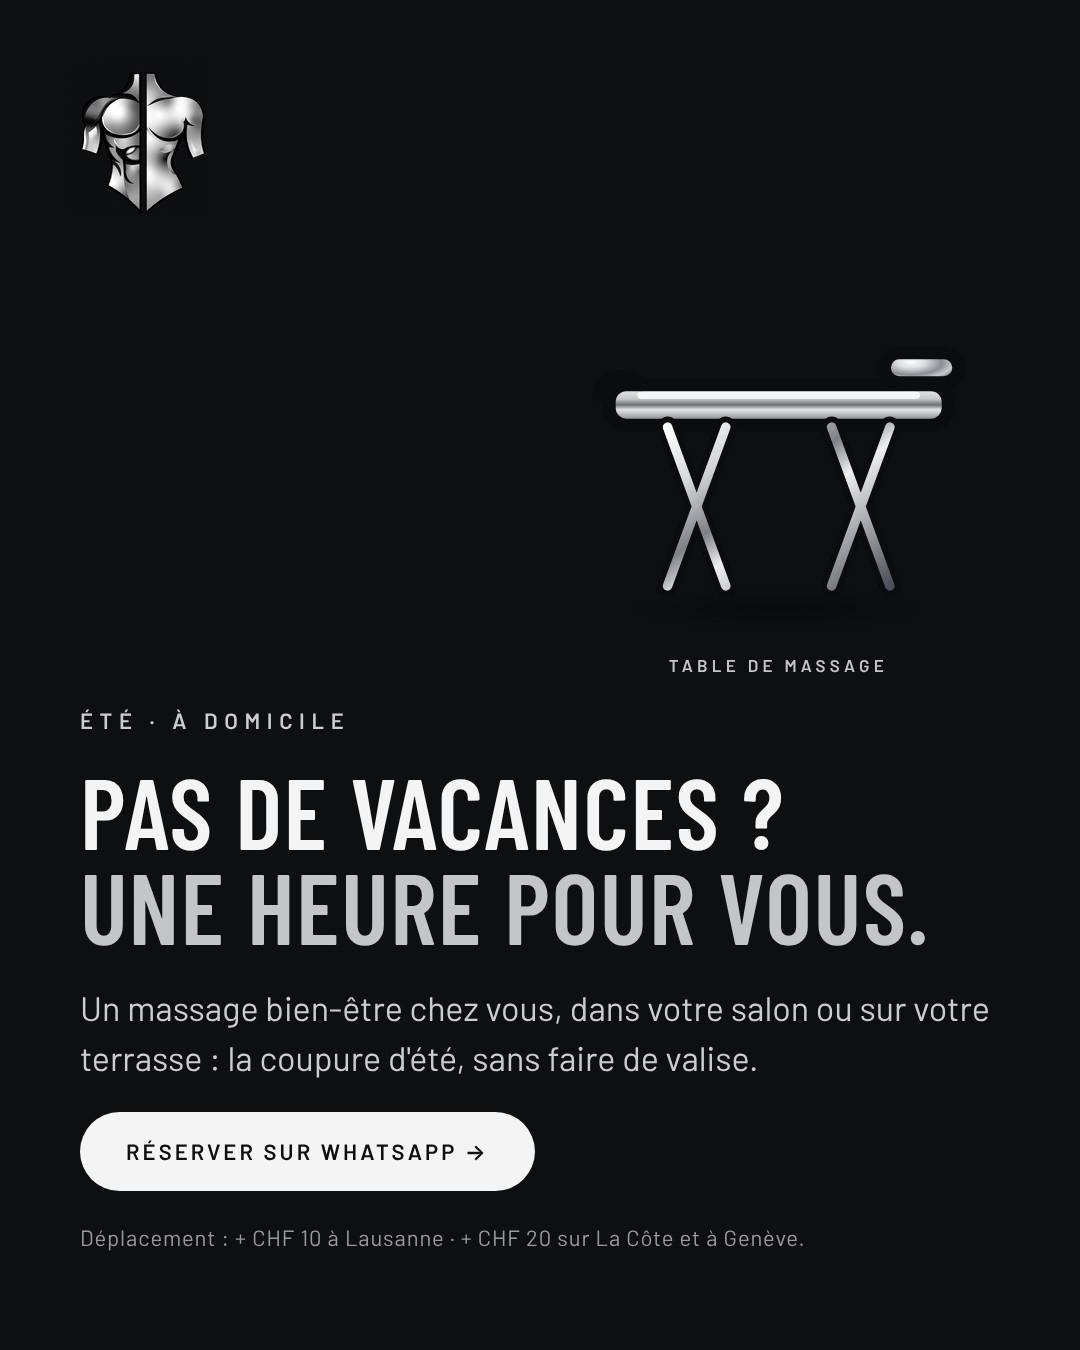 TABLE DE MASSAGE
ÉTÉ · À DOMICILE
PAS DE VACANCES ?
UNE HEURE POUR VOUS.
Un massage bien-être chez vous, dans votre salon ou sur votre
terrasse : la coupure d'été, sans faire de valise.
RÉSERVER SUR WHATSAPP →
Déplacement : + CHF 10 à Lausanne · + CHF 20 sur La Côte et à Genève.